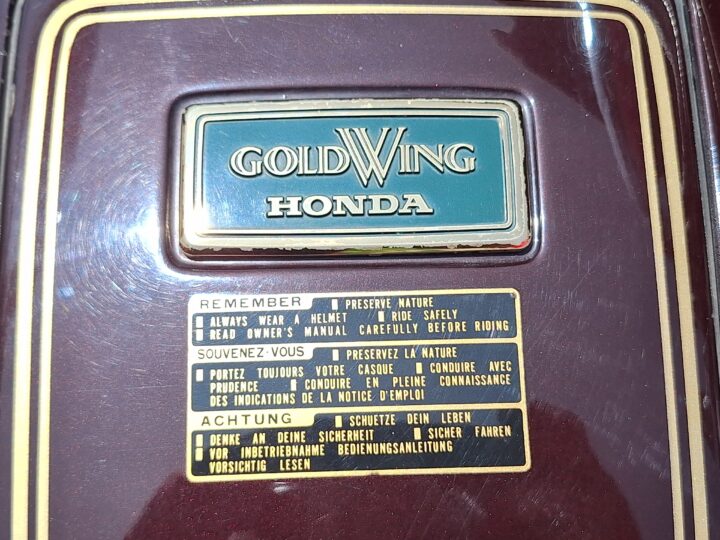 GOLDWING
HONDA
REMEMBER ▮ PRESERVE NATURE
▮ ALWAYS WEAR A HELMET ▮ RIDE SAFELY
▮ READ OWNER'S MANUAL CAREFULLY BEFORE RIDING
SOUVENEZ-VOUS ▮ PRESERVEZ LA NATURE
▮ PORTEZ TOUJOURS VOTRE CASQUE ▮ CONDUIRE AVEC
PRUDENCE ▮ CONDUIRE EN PLEINE CONNAISSANCE
DES INDICATIONS DE LA NOTICE D'EMPLOI
ACHTUNG ▮ SCHUETZE DEIN LEBEN
▮ DENKE AN DEINE SICHERHEIT ▮ SICHER FAHREN
▮ VOR INBETRIEBNAHME BEDIENUNGSANLEITUNG
VORSICHTIG LESEN